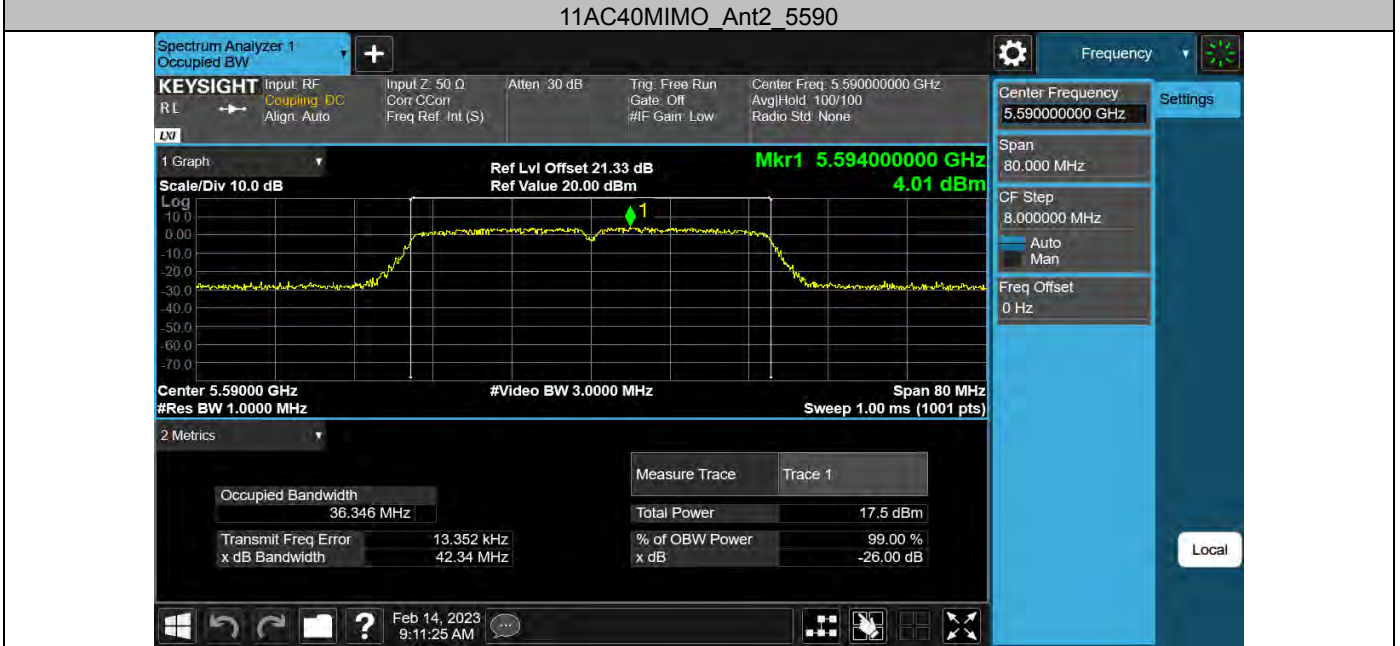 11AC40MIMO_Ant2_5590
Spectrum Analyzer 1
Occupied BW
+
Frequency
KEYSIGHT
RL
LXI
Input: RF
Coupling: DC
Align: Auto
Input Z: 50 Ω
Corr CCorr
Freq Ref: Int (S)
Atten: 30 dB
Trig: Free Run
Gate: Off
#IF Gain: Low
Center Freq: 5.590000000 GHz
Avg|Hold: 100/100
Radio Std: None
Center Frequency
5.590000000 GHz
Settings
Span
80.000 MHz
CF Step
8.000000 MHz
Auto
Man
Freq Offset
0 Hz
Local
1 Graph
Scale/Div 10.0 dB
Ref Lvl Offset 21.33 dB
Ref Value 20.00 dBm
Mkr1 5.594000000 GHz
4.01 dBm
Log
1
10.0
0.00
-10.0
-20.0
-30.0
-40.0
-50.0
-60.0
-70.0
Center 5.59000 GHz
#Video BW 3.0000 MHz
Span 80 MHz
#Res BW 1.0000 MHz
Sweep 1.00 ms (1001 pts)
2 Metrics
Measure Trace Trace 1
Occupied Bandwidth
36.346 MHz
Total Power 17.5 dBm
Transmit Freq Error 13.352 kHz
% of OBW Power 99.00 %
x dB Bandwidth 42.34 MHz
x dB -26.00 dB
?
Feb 14, 2023
9:11:25 AM